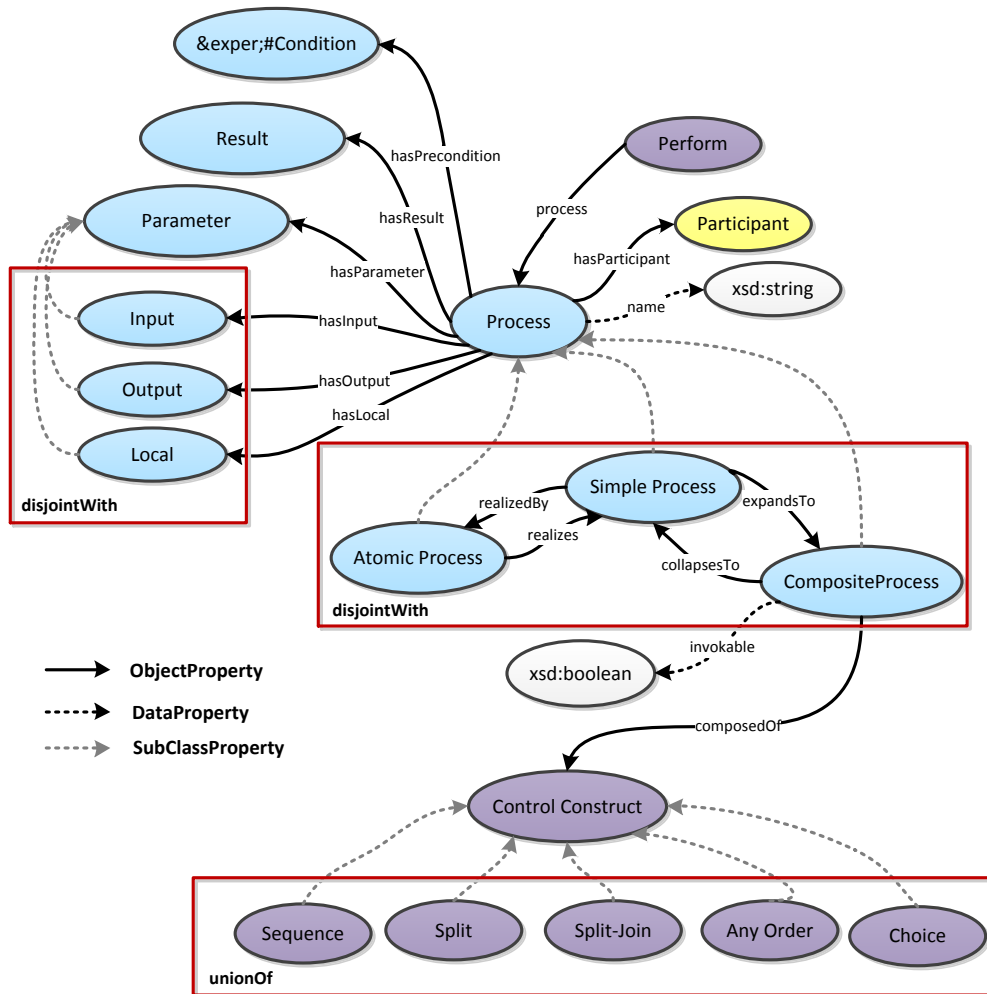 &exper;#Condition
Result
Perform
hasPrecondition
Parameter
process
Participant
hasResult
hasParticipant
hasParameter
xsd:string
Input
hasInput
Process
name
Output
hasOutput
hasLocal
Local
disjointWith
Simple Process
realizedBy
expandsTo
realizes
Atomic Process
collapsesTo
CompositeProcess
disjointWith
invokable
ObjectProperty
xsd:boolean
DataProperty
composedOf
SubClassProperty
Control Construct
Sequence
Split
Split-Join
Any Order
Choice
unionOf